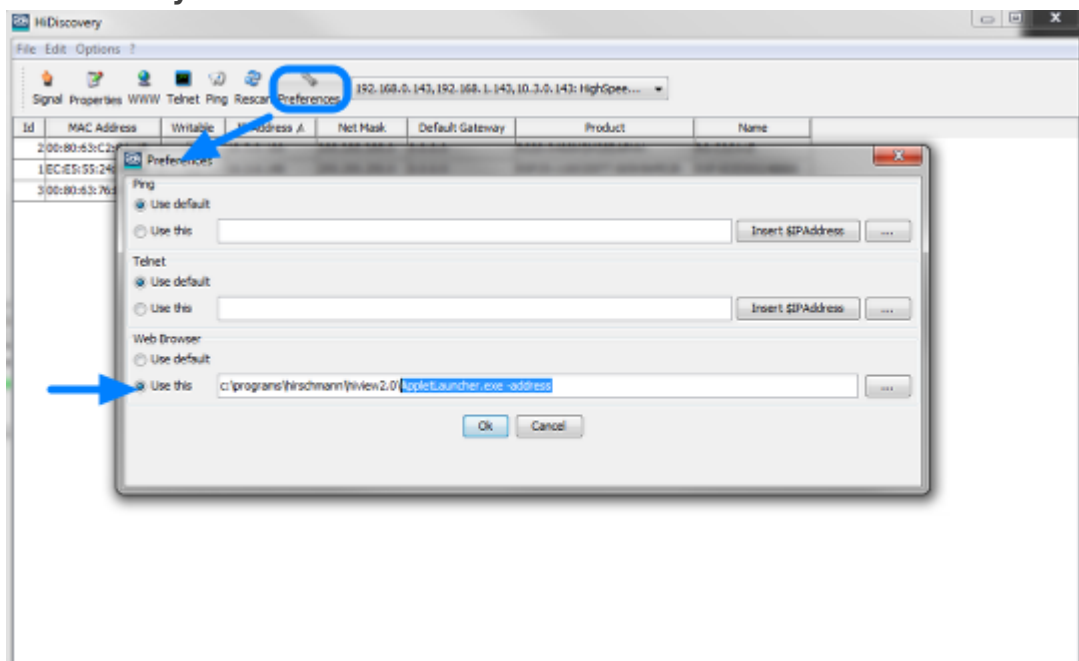 HiDiscovery
File Edit Options ?
Signal Properties WWW Telnet Ping Rescan Preferences 192.168.0.143,192.168.1.143,10.3.0.143: HighSpee...
Id MAC Address Writable Address Net Mask Default Gateway Product Name
2 00:80:63:C2:
1 EC:E5:55:24:
3 00:80:63:76:
Preferences
Ping
Use default
Use this Insert $IPAddress ...
Telnet
Use default
Use this Insert $IPAddress ...
Web Browser
Use default
Use this c:\programs\hirschmann\hiview2.0\AppletLauncher.exe -address ...
Ok Cancel